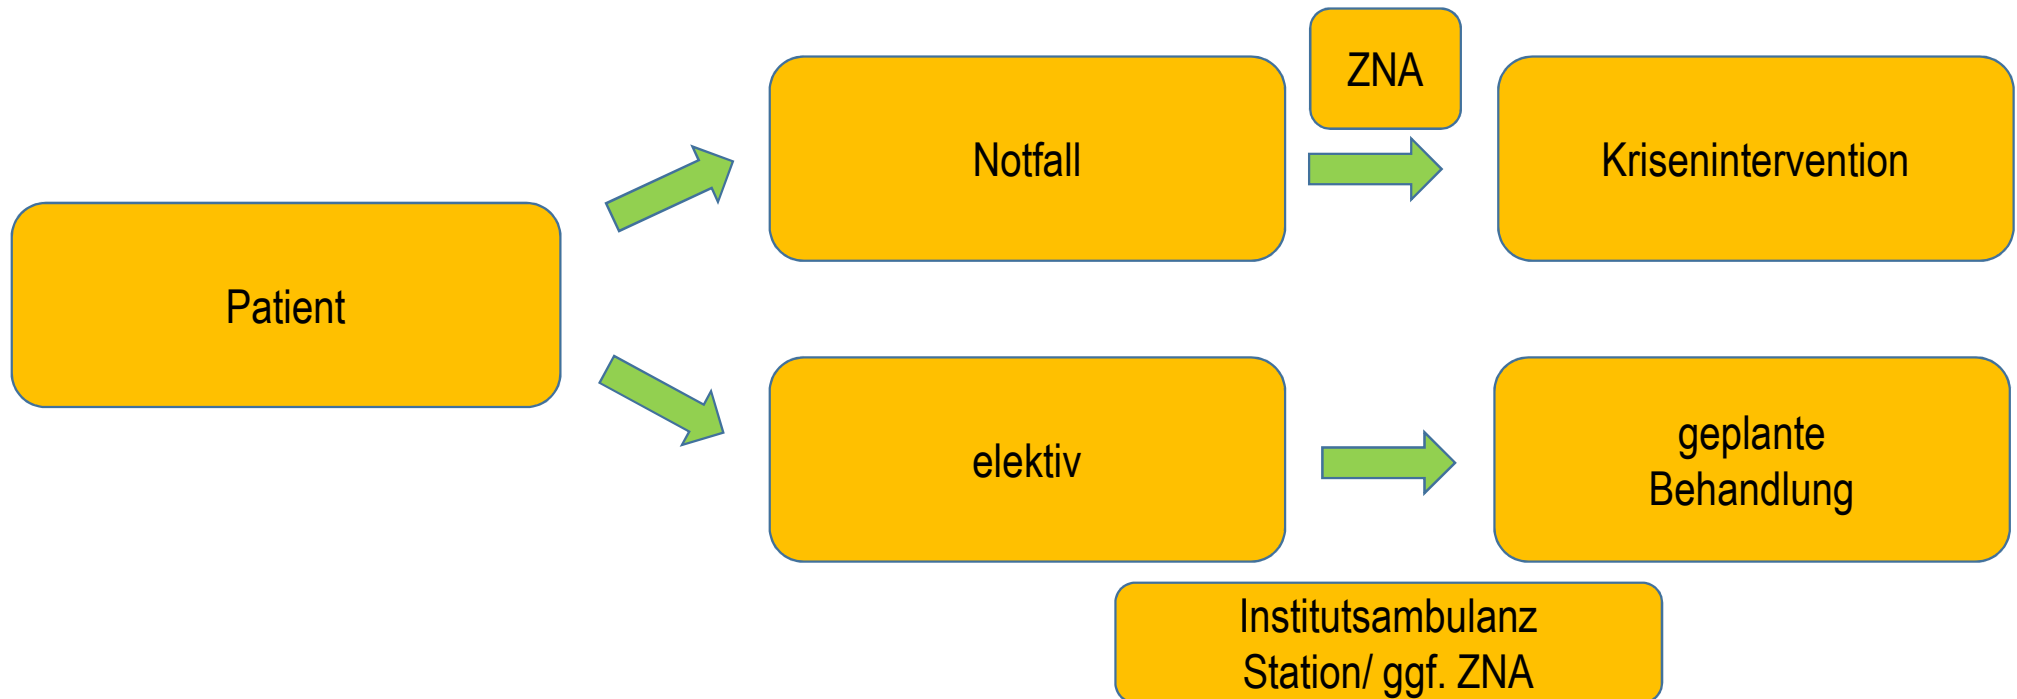 ZNA
Notfall
Krisenintervention
Patient
elektiv
geplante
Behandlung
Institutsambulanz
Station/ ggf. ZNA